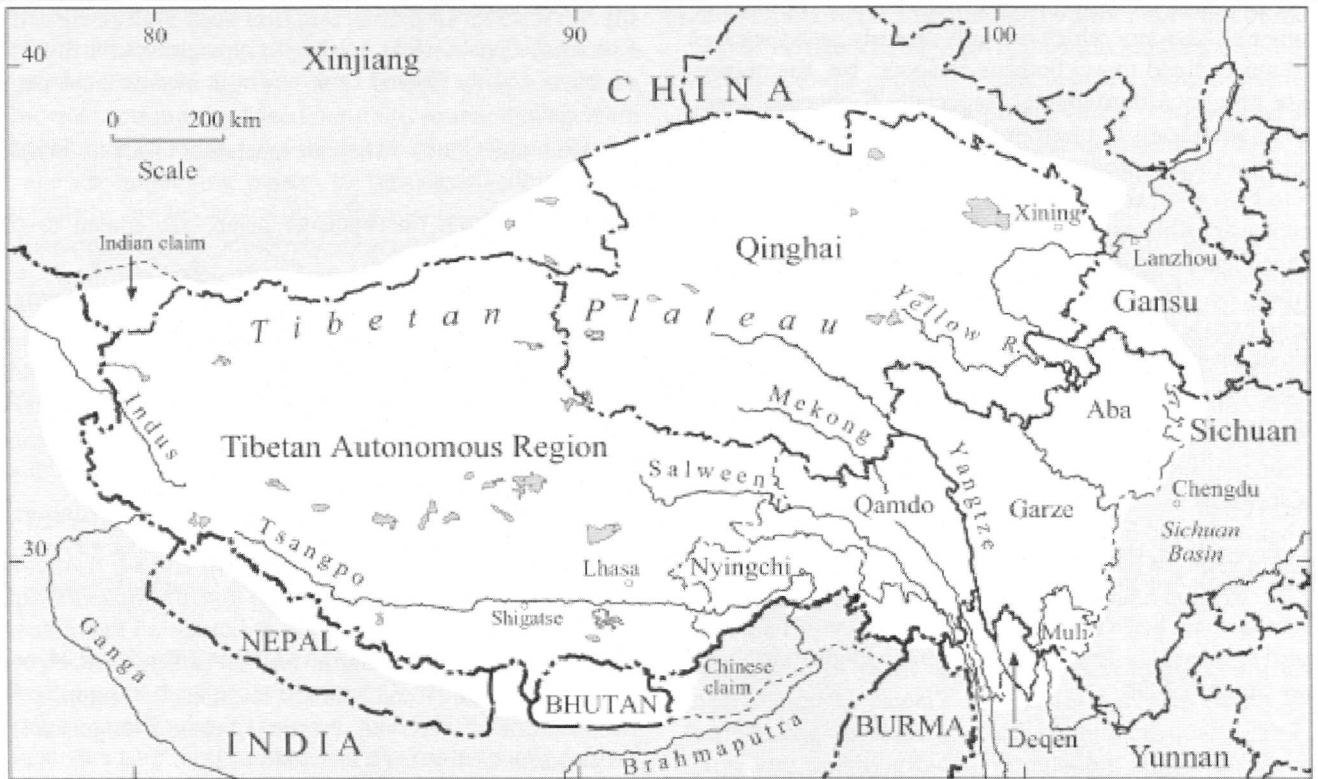 80
90
100
40
Xinjiang
CHINA
0 200 km
Scale
Xining
Indian claim
Qinghai
Lanzhou
Gansu
Tibetan Plateau
Yellow R.
Mekong
Aba
Indus
Tibetan Autonomous Region
Sichuan
Salween
Yangtze
Qamdo
Garze
Chengdu
Sichuan
Basin
Tsangpo
30
Lhasa
Nyingchi
Shigatse
Muli
NEPAL
Ganga
Chinese
claim
BHUTAN
BURMA
INDIA
Brahmaputra
Deqen
Yunnan